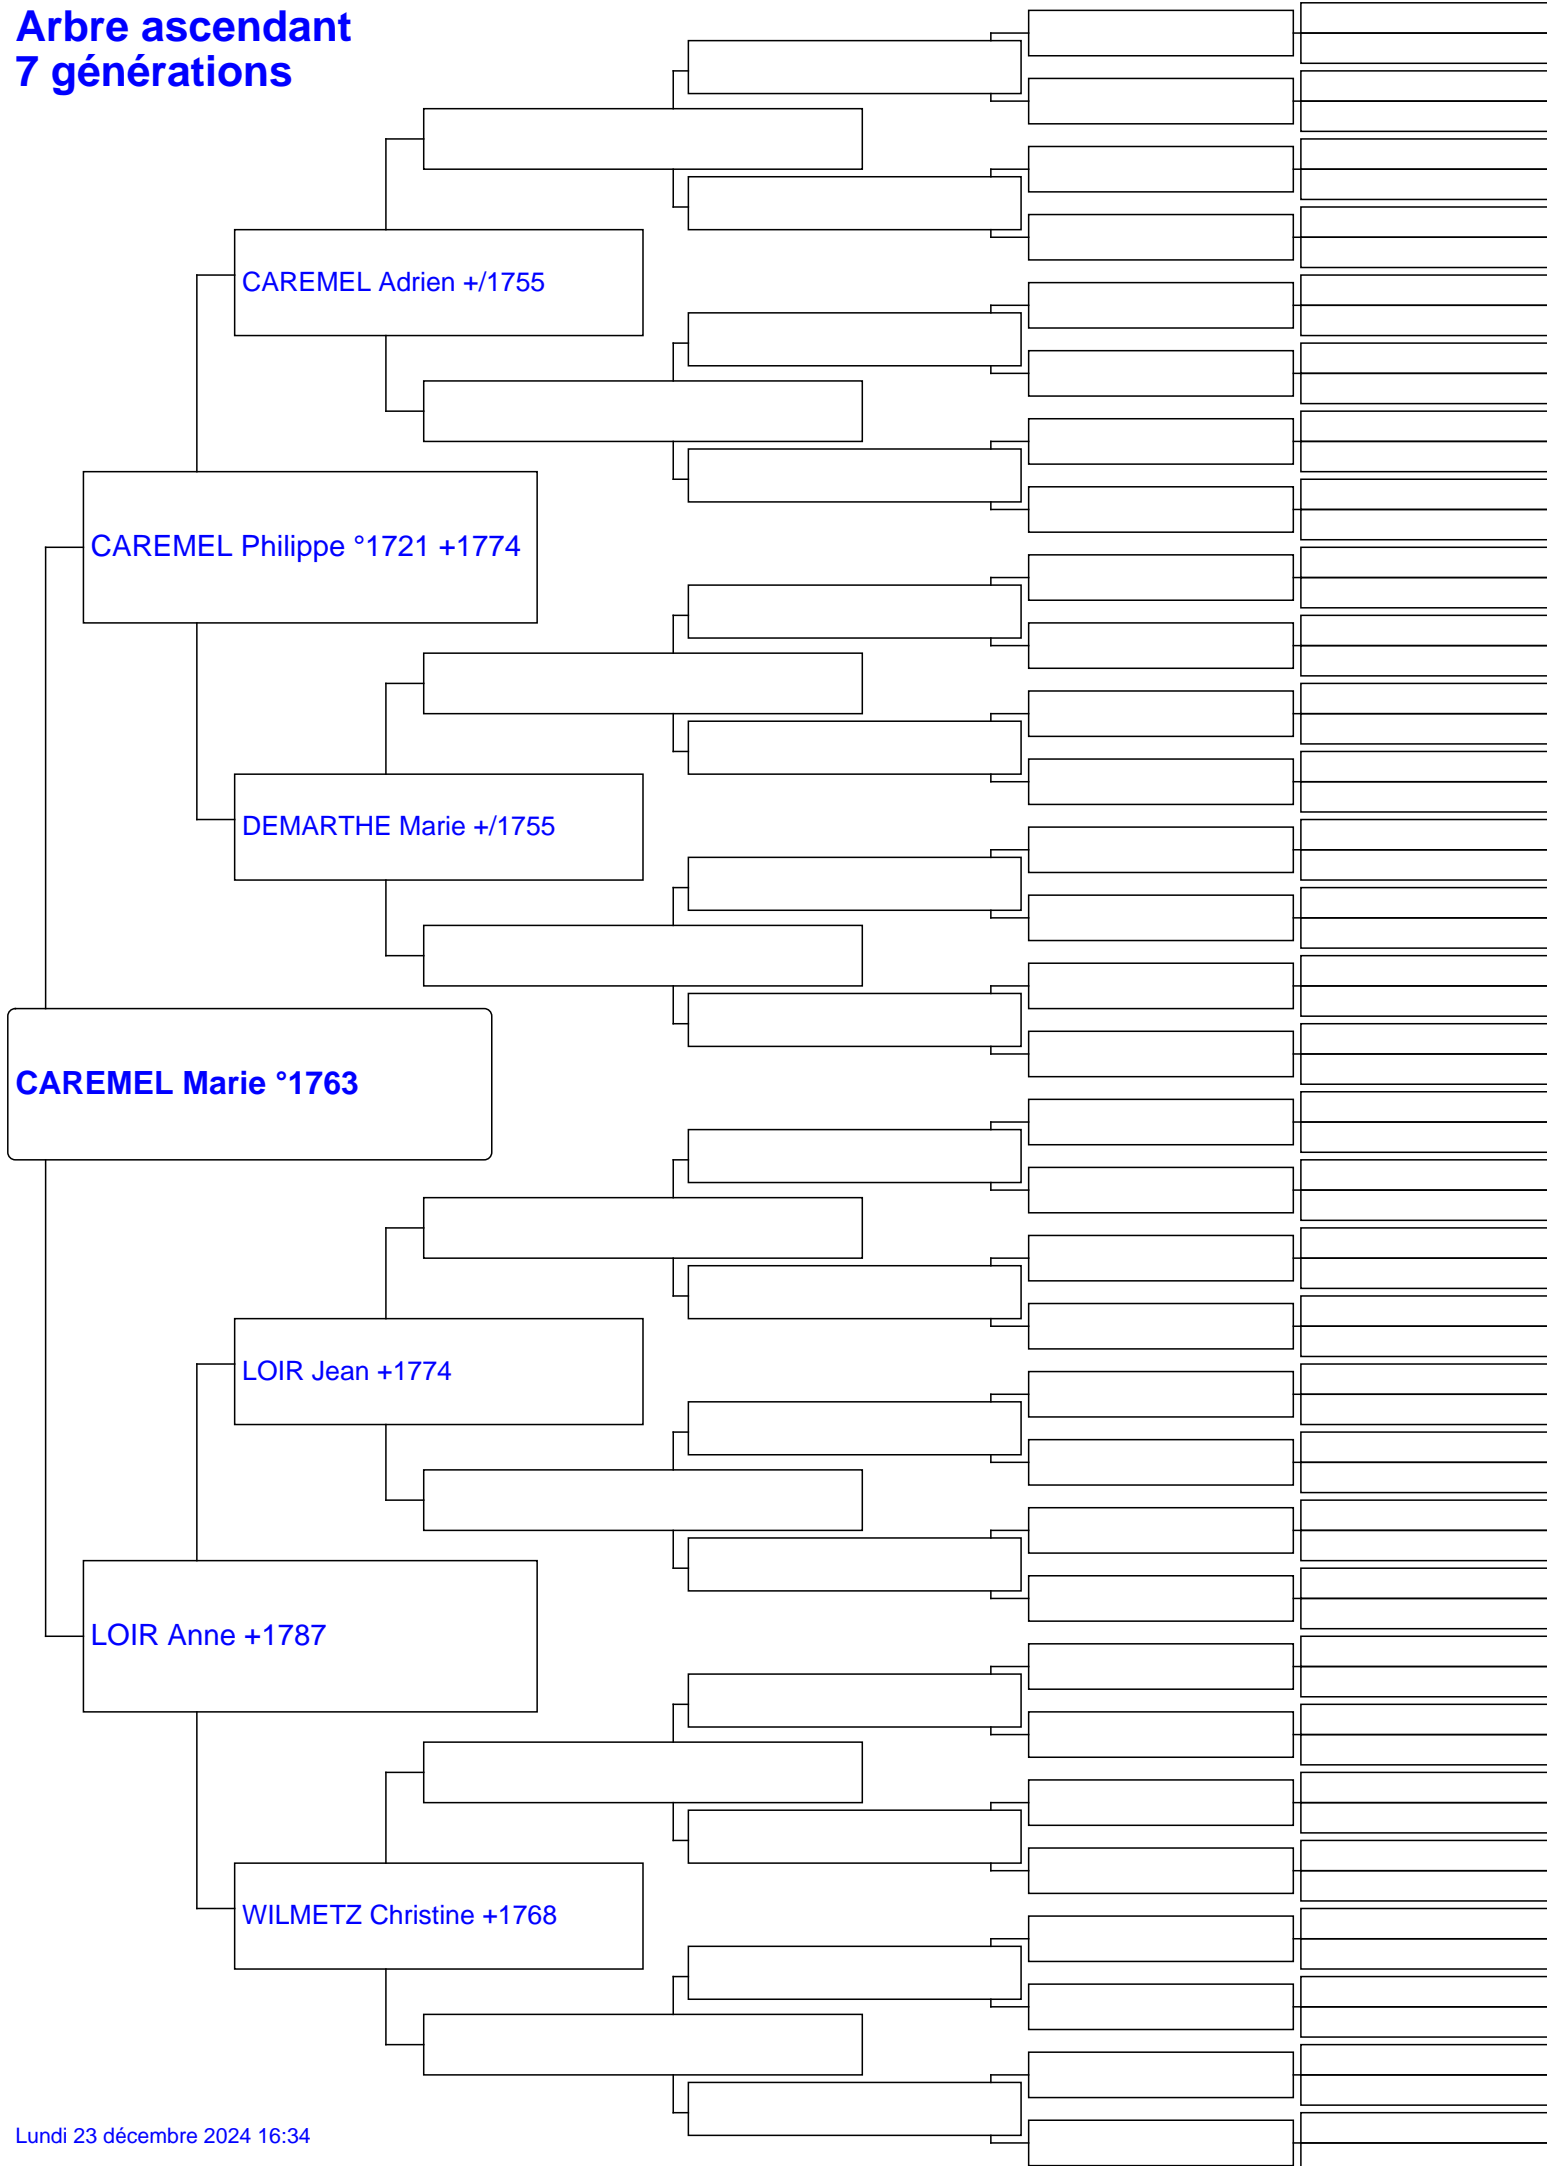 Arbre ascendant
7 générations
CAREMEL Adrien +/1755
CAREMEL Philippe °1721 +1774
DEMARTHE Marie +/1755
CAREMEL Marie °1763
LOIR Jean +1774
LOIR Anne +1787
WILMETZ Christine +1768
Lundi 23 décembre 2024 16:34